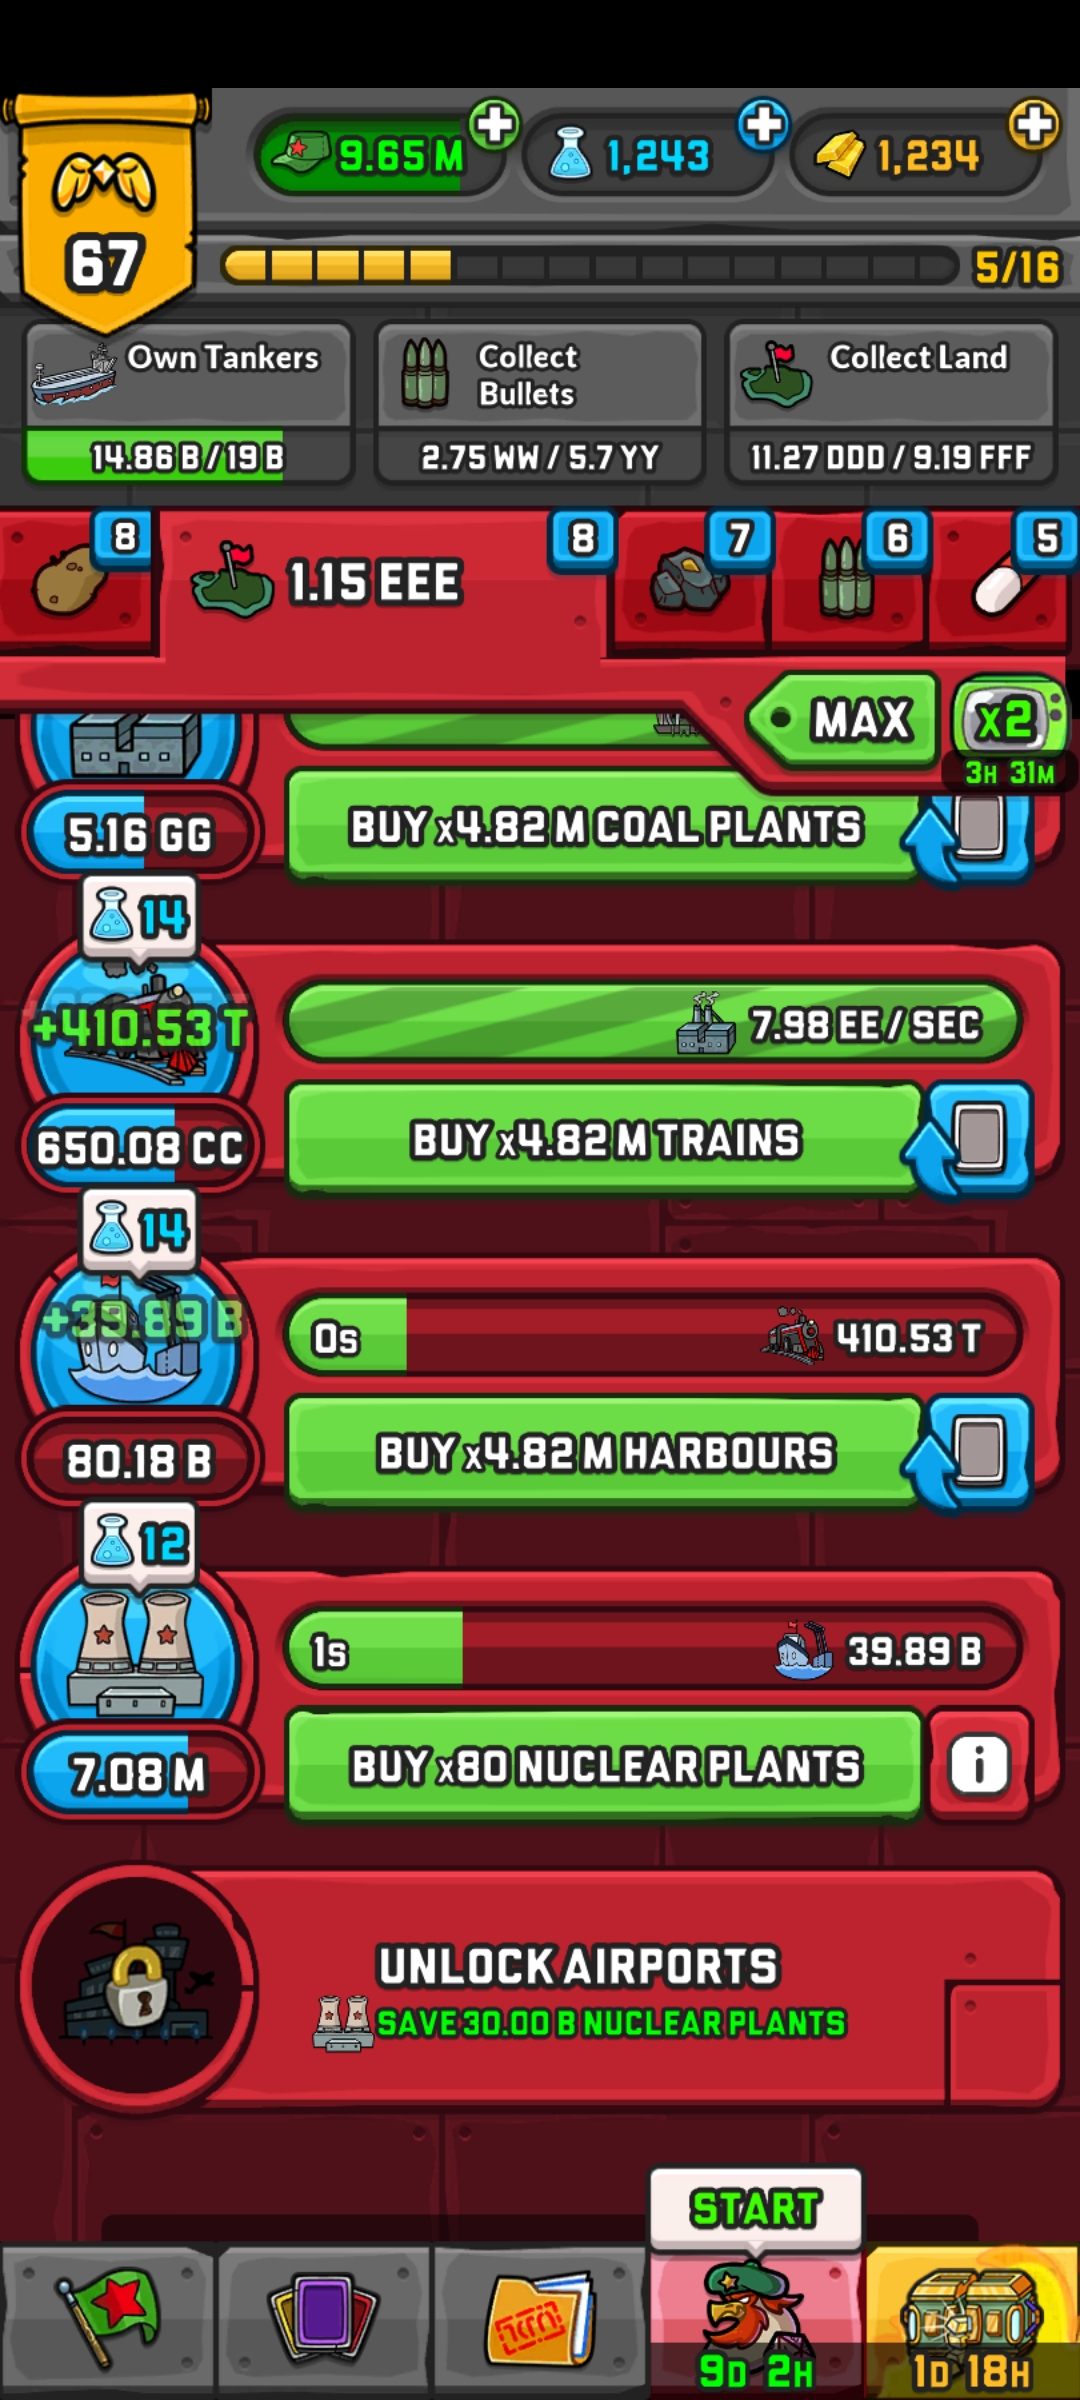 67
9.65 M
1,243
1,234
5/16
Own Tankers
14.86 B / 19 B
Collect
Bullets
2.75 WW / 5.7 YY
Collect Land
11.27 DDD / 9.19 FFF
8
1.15 EEE
8
7
6
5
MAX
X2
3H 31M
5.16 GG
BUY x4.82 M COAL PLANTS
14
+410.53 T
7.98 EE / SEC
650.08 CC
BUY x4.82 M TRAINS
14
+39.89 B
0s
410.53 T
80.18 B
BUY x4.82 M HARBOURS
12
1s
39.89 B
7.08 M
BUY x80 NUCLEAR PLANTS
i
UNLOCK AIRPORTS
SAVE 30.00 B NUCLEAR PLANTS
START
9D 2H
1D 18H